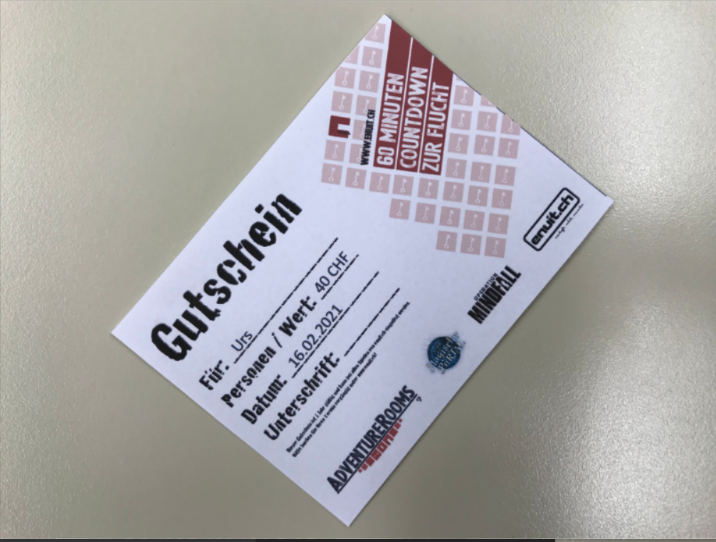 WWW.ENUIT.CH
60 MINUTEN
COUNTDOWN
ZUR FLUCHT
Gutschein
Für: Urs
Personen / Wert: 40 CHF
Datum: 16.02.2021
Unterschrift:
enuit.ch
OPERATION
MINDFALL
ADVENTUREROOMS